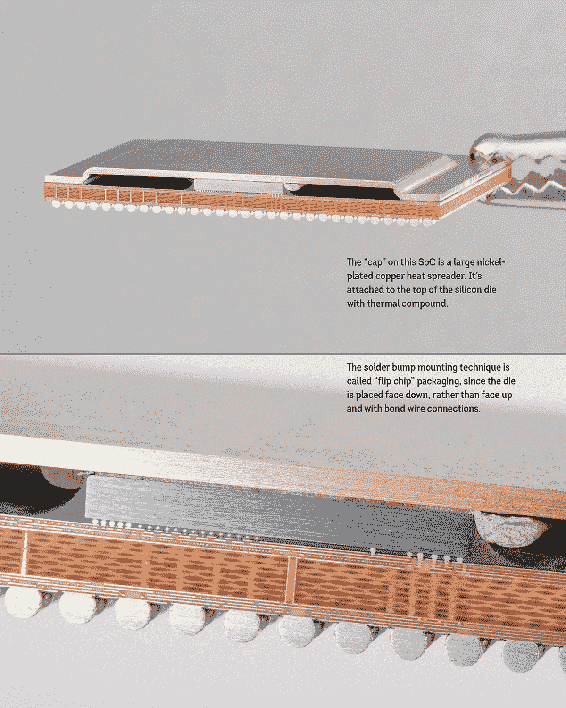 The “cap” on this SoC is a large nickel-
plated copper heat spreader. It’s
attached to the top of the silicon die
with thermal compound.
The solder bump mounting technique is
called “flip chip” packaging, since the die
is placed face down, rather than face up
and with bond wire connections.